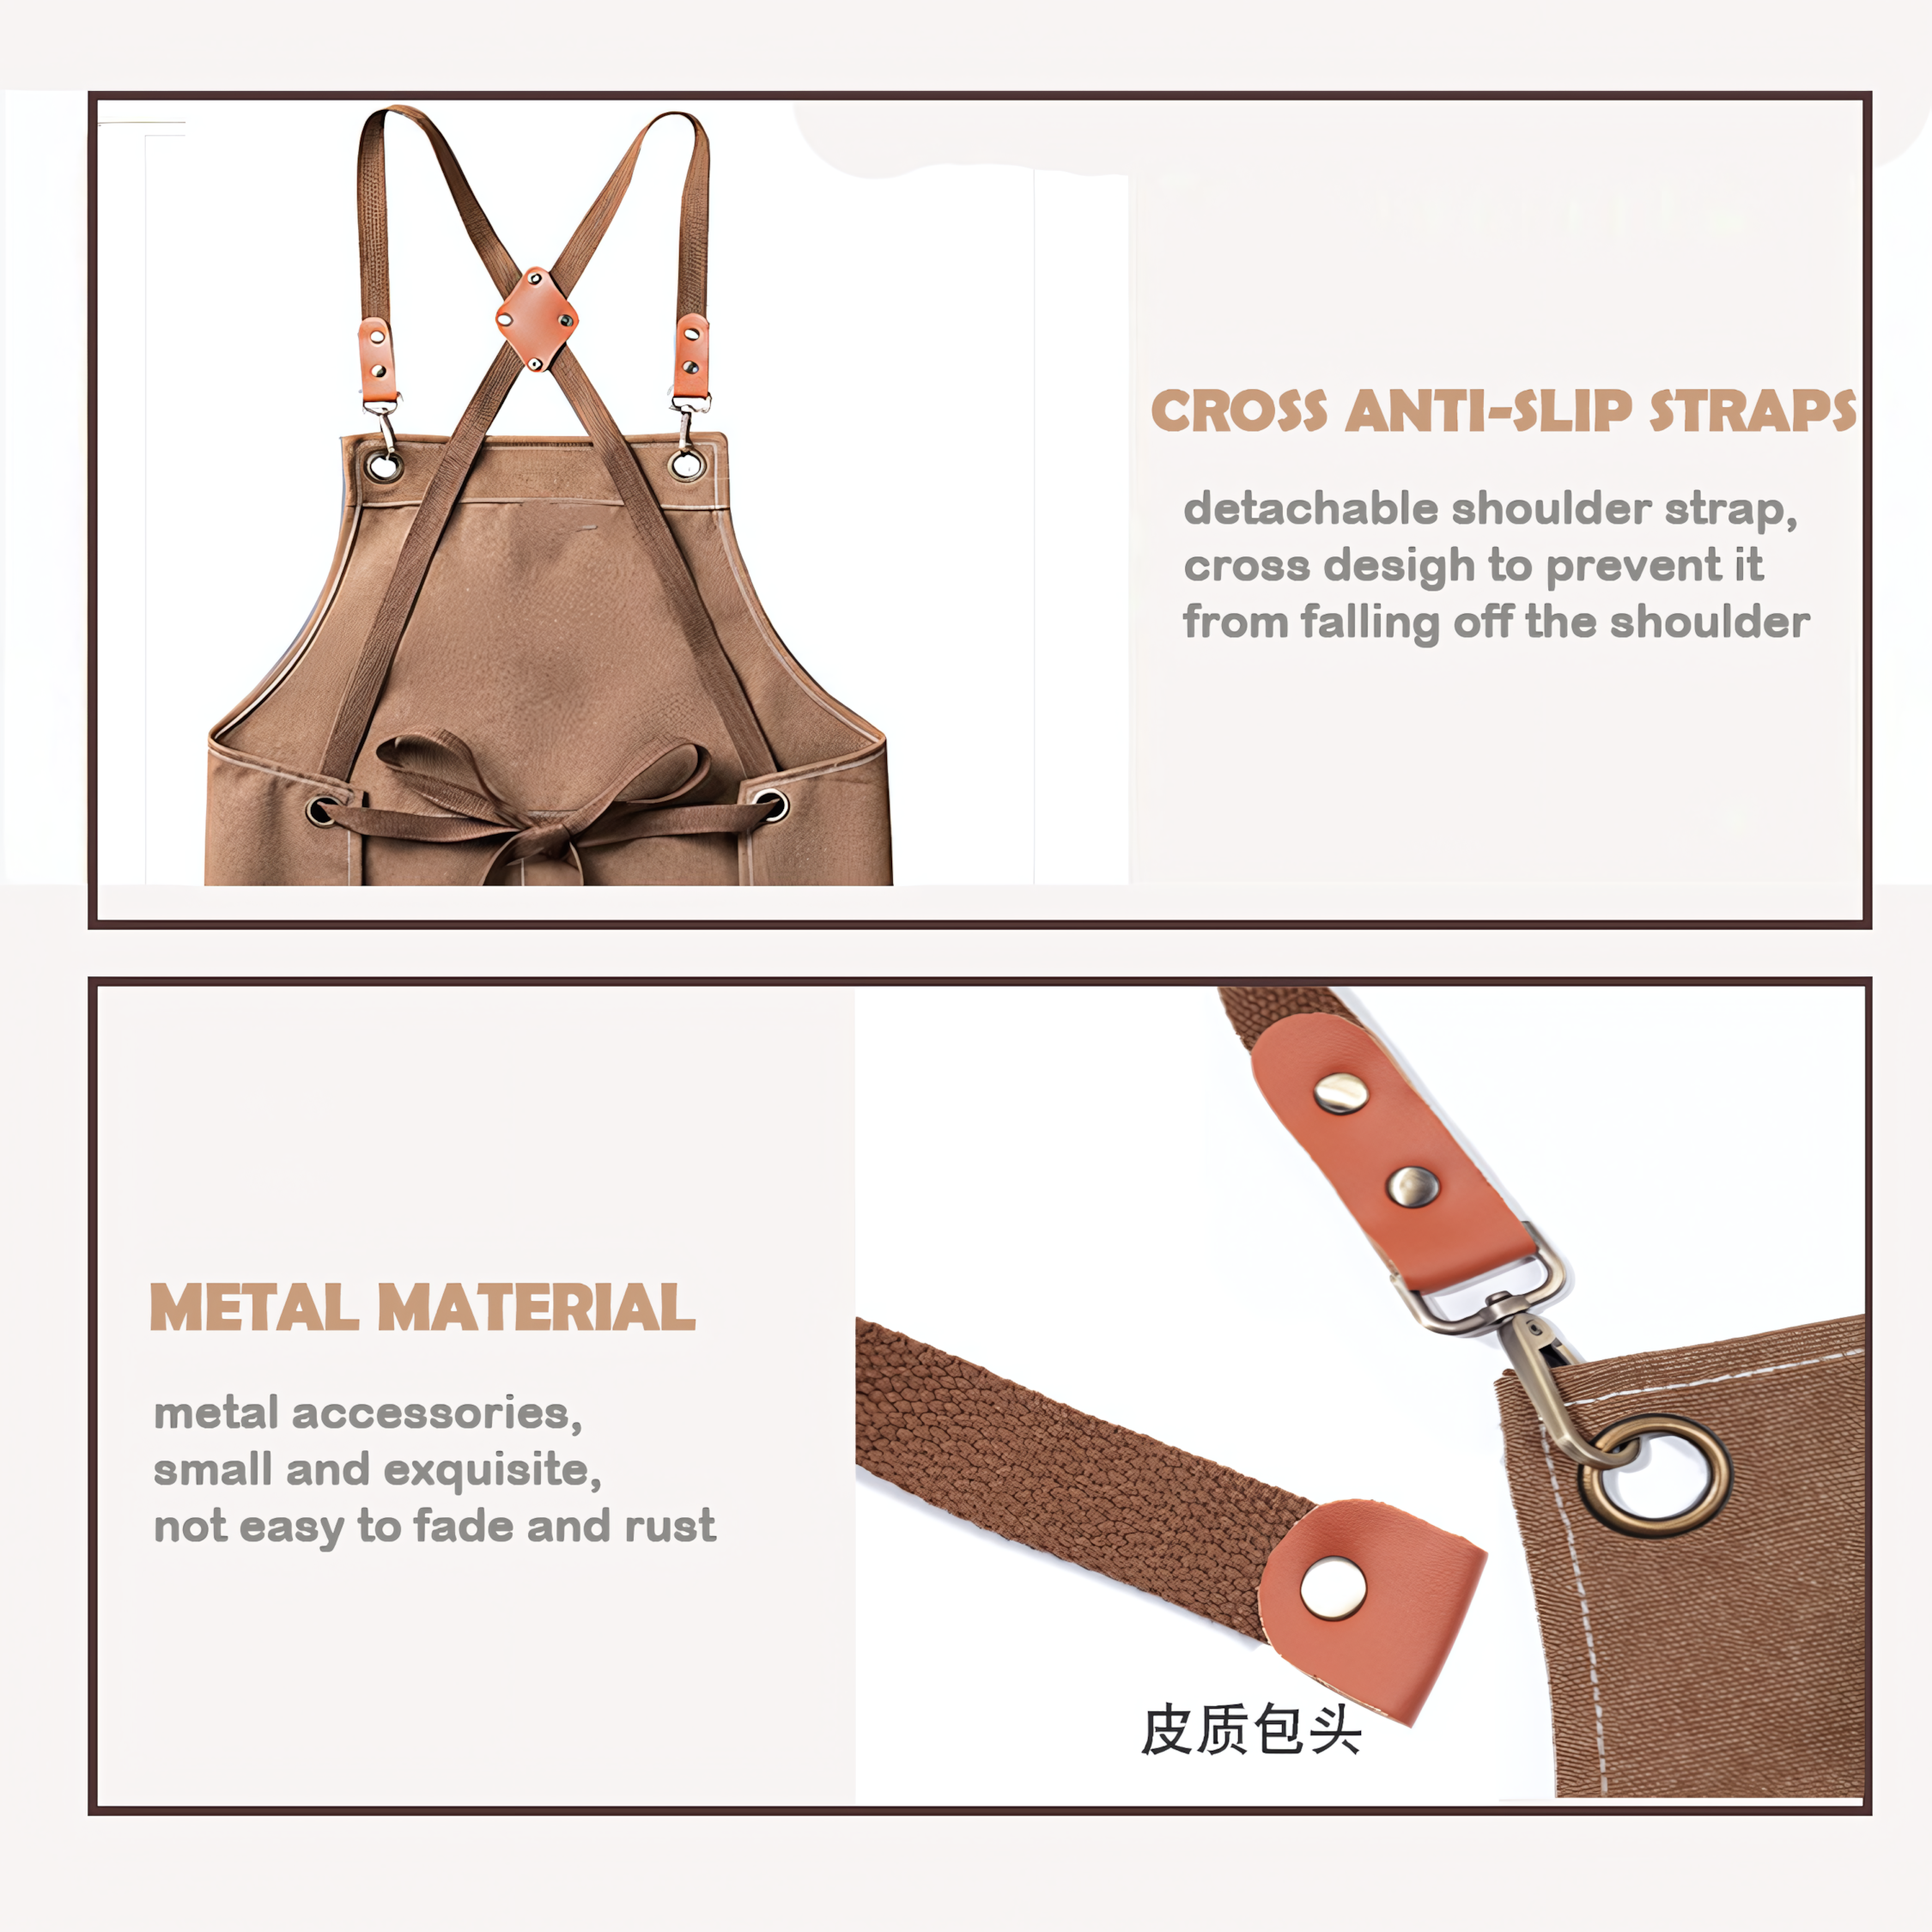 CROSS ANTI-SLIP STRAPS
detachable shoulder strap,
cross desigh to prevent it
from falling off the shoulder
METAL MATERIAL
metal accessories,
small and exquisite,
not easy to fade and rust
皮质包头